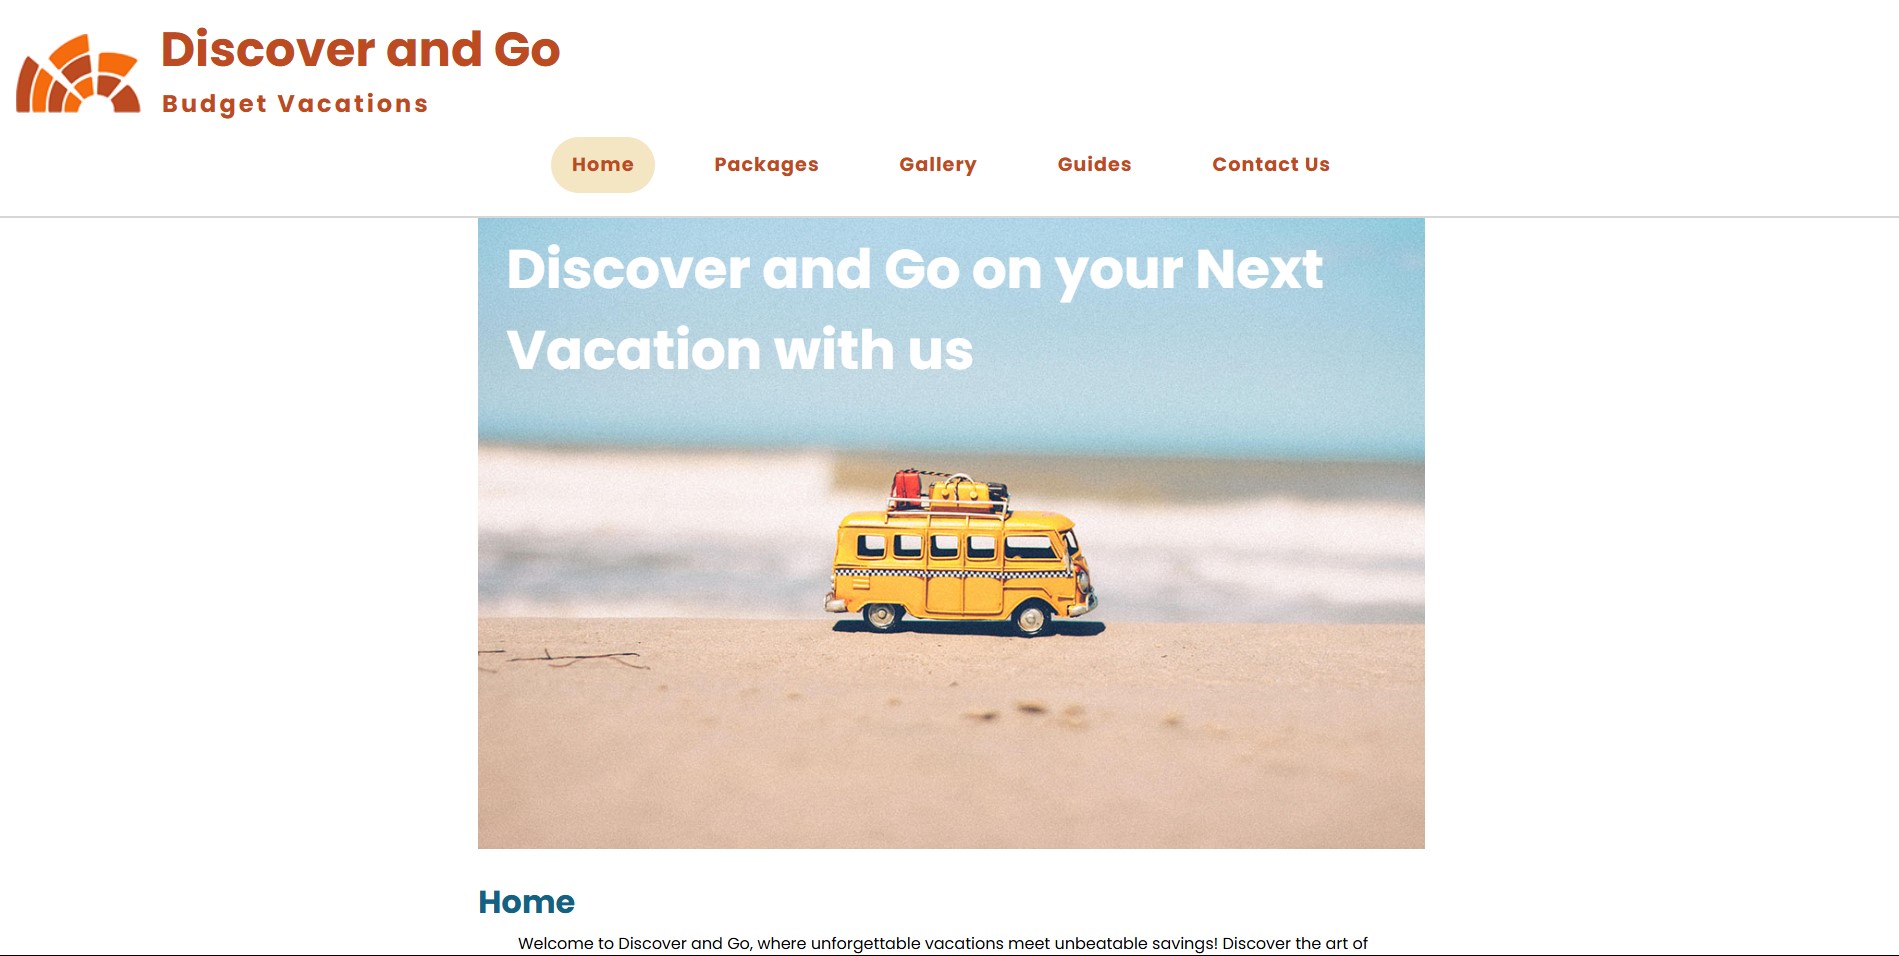 Discover and Go
Budget Vacations
Home
Packages
Gallery
Guides
Contact Us
Discover and Go on your Next
Vacation with us
Home
Welcome to Discover and Go, where unforgettable vacations meet unbeatable savings! Discover the art of